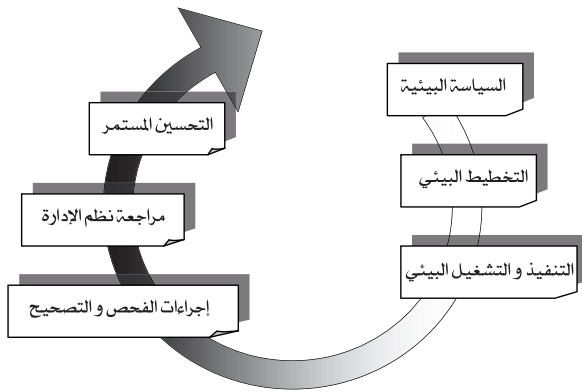 السياسة البيئية
التخطيط البيئي
التنفيذ و التشغيل البيئي
إجراءات الفحص و التصحيح
مراجعة نظم الإدارة
التحسين المستمر